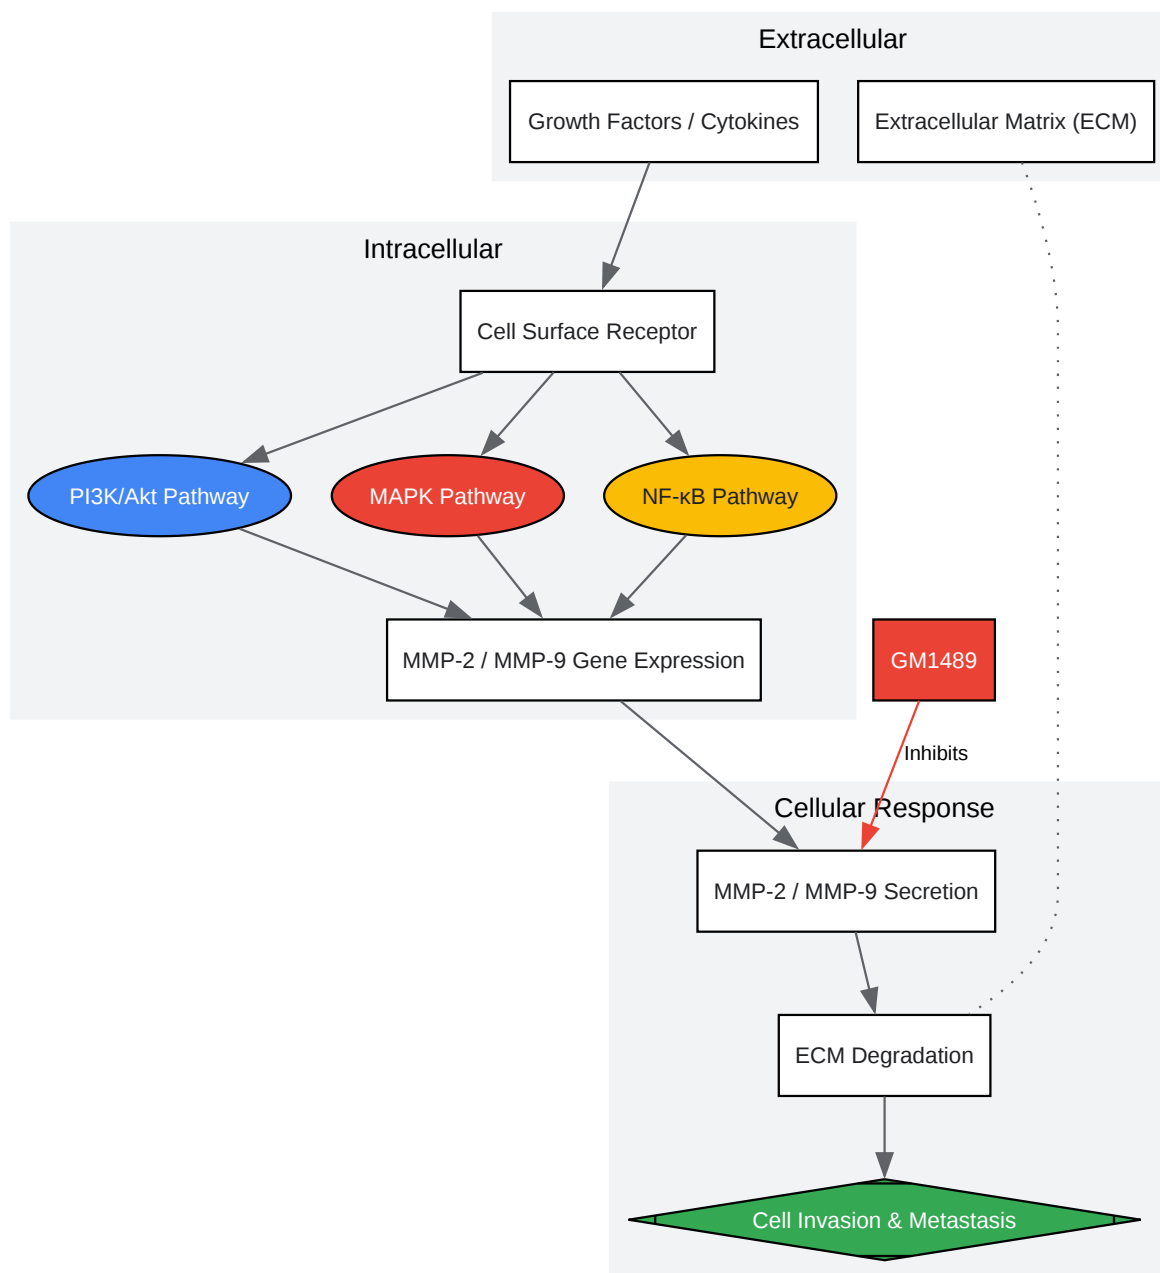 Extracellular
Growth Factors / Cytokines
Extracellular Matrix (ECM)
Intracellular
Cell Surface Receptor
PI3K/Akt Pathway
MAPK Pathway
NF-κB Pathway
MMP-2 / MMP-9 Gene Expression
GM1489
Inhibits
Cellular Response
MMP-2 / MMP-9 Secretion
ECM Degradation
Cell Invasion & Metastasis